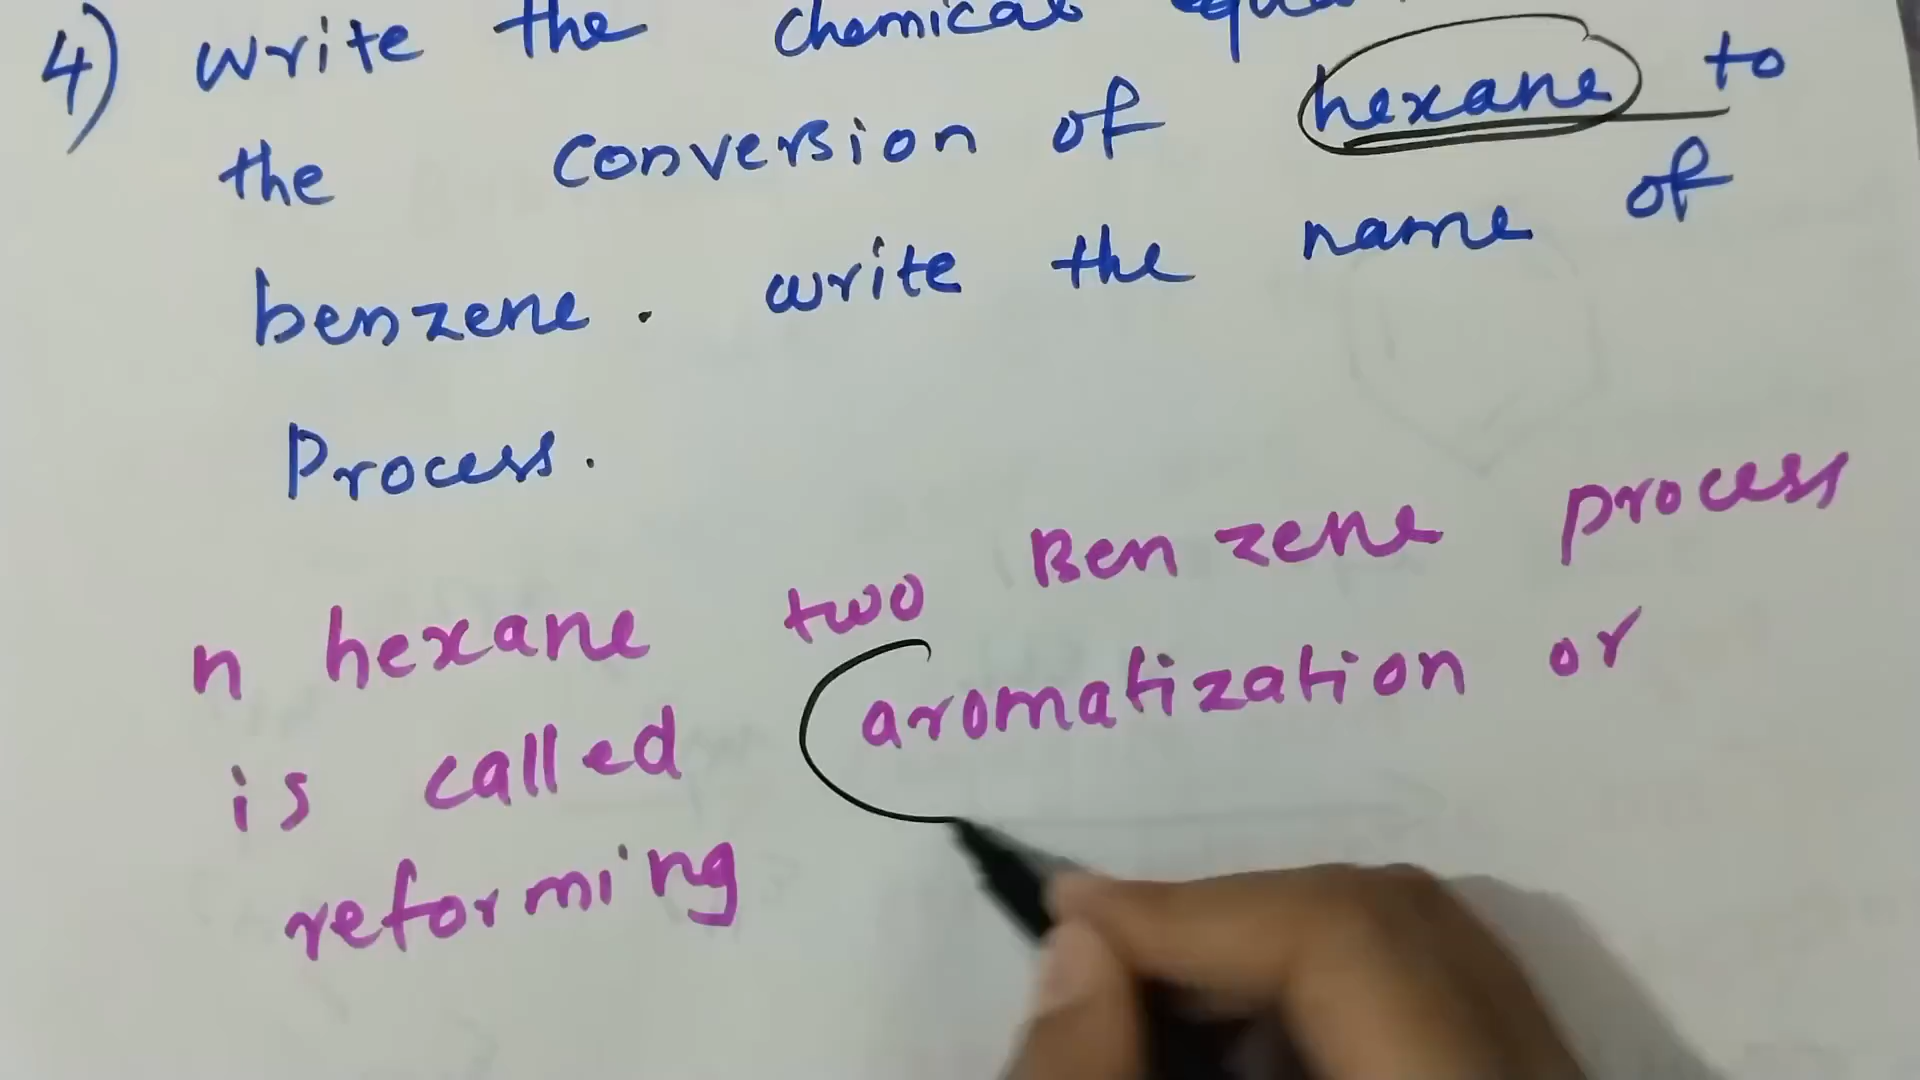 4) write the chemical
the conversion of hexane to
benzene. write the name of
Process.
n hexane two Benzene process
is called aromatization or
reforming